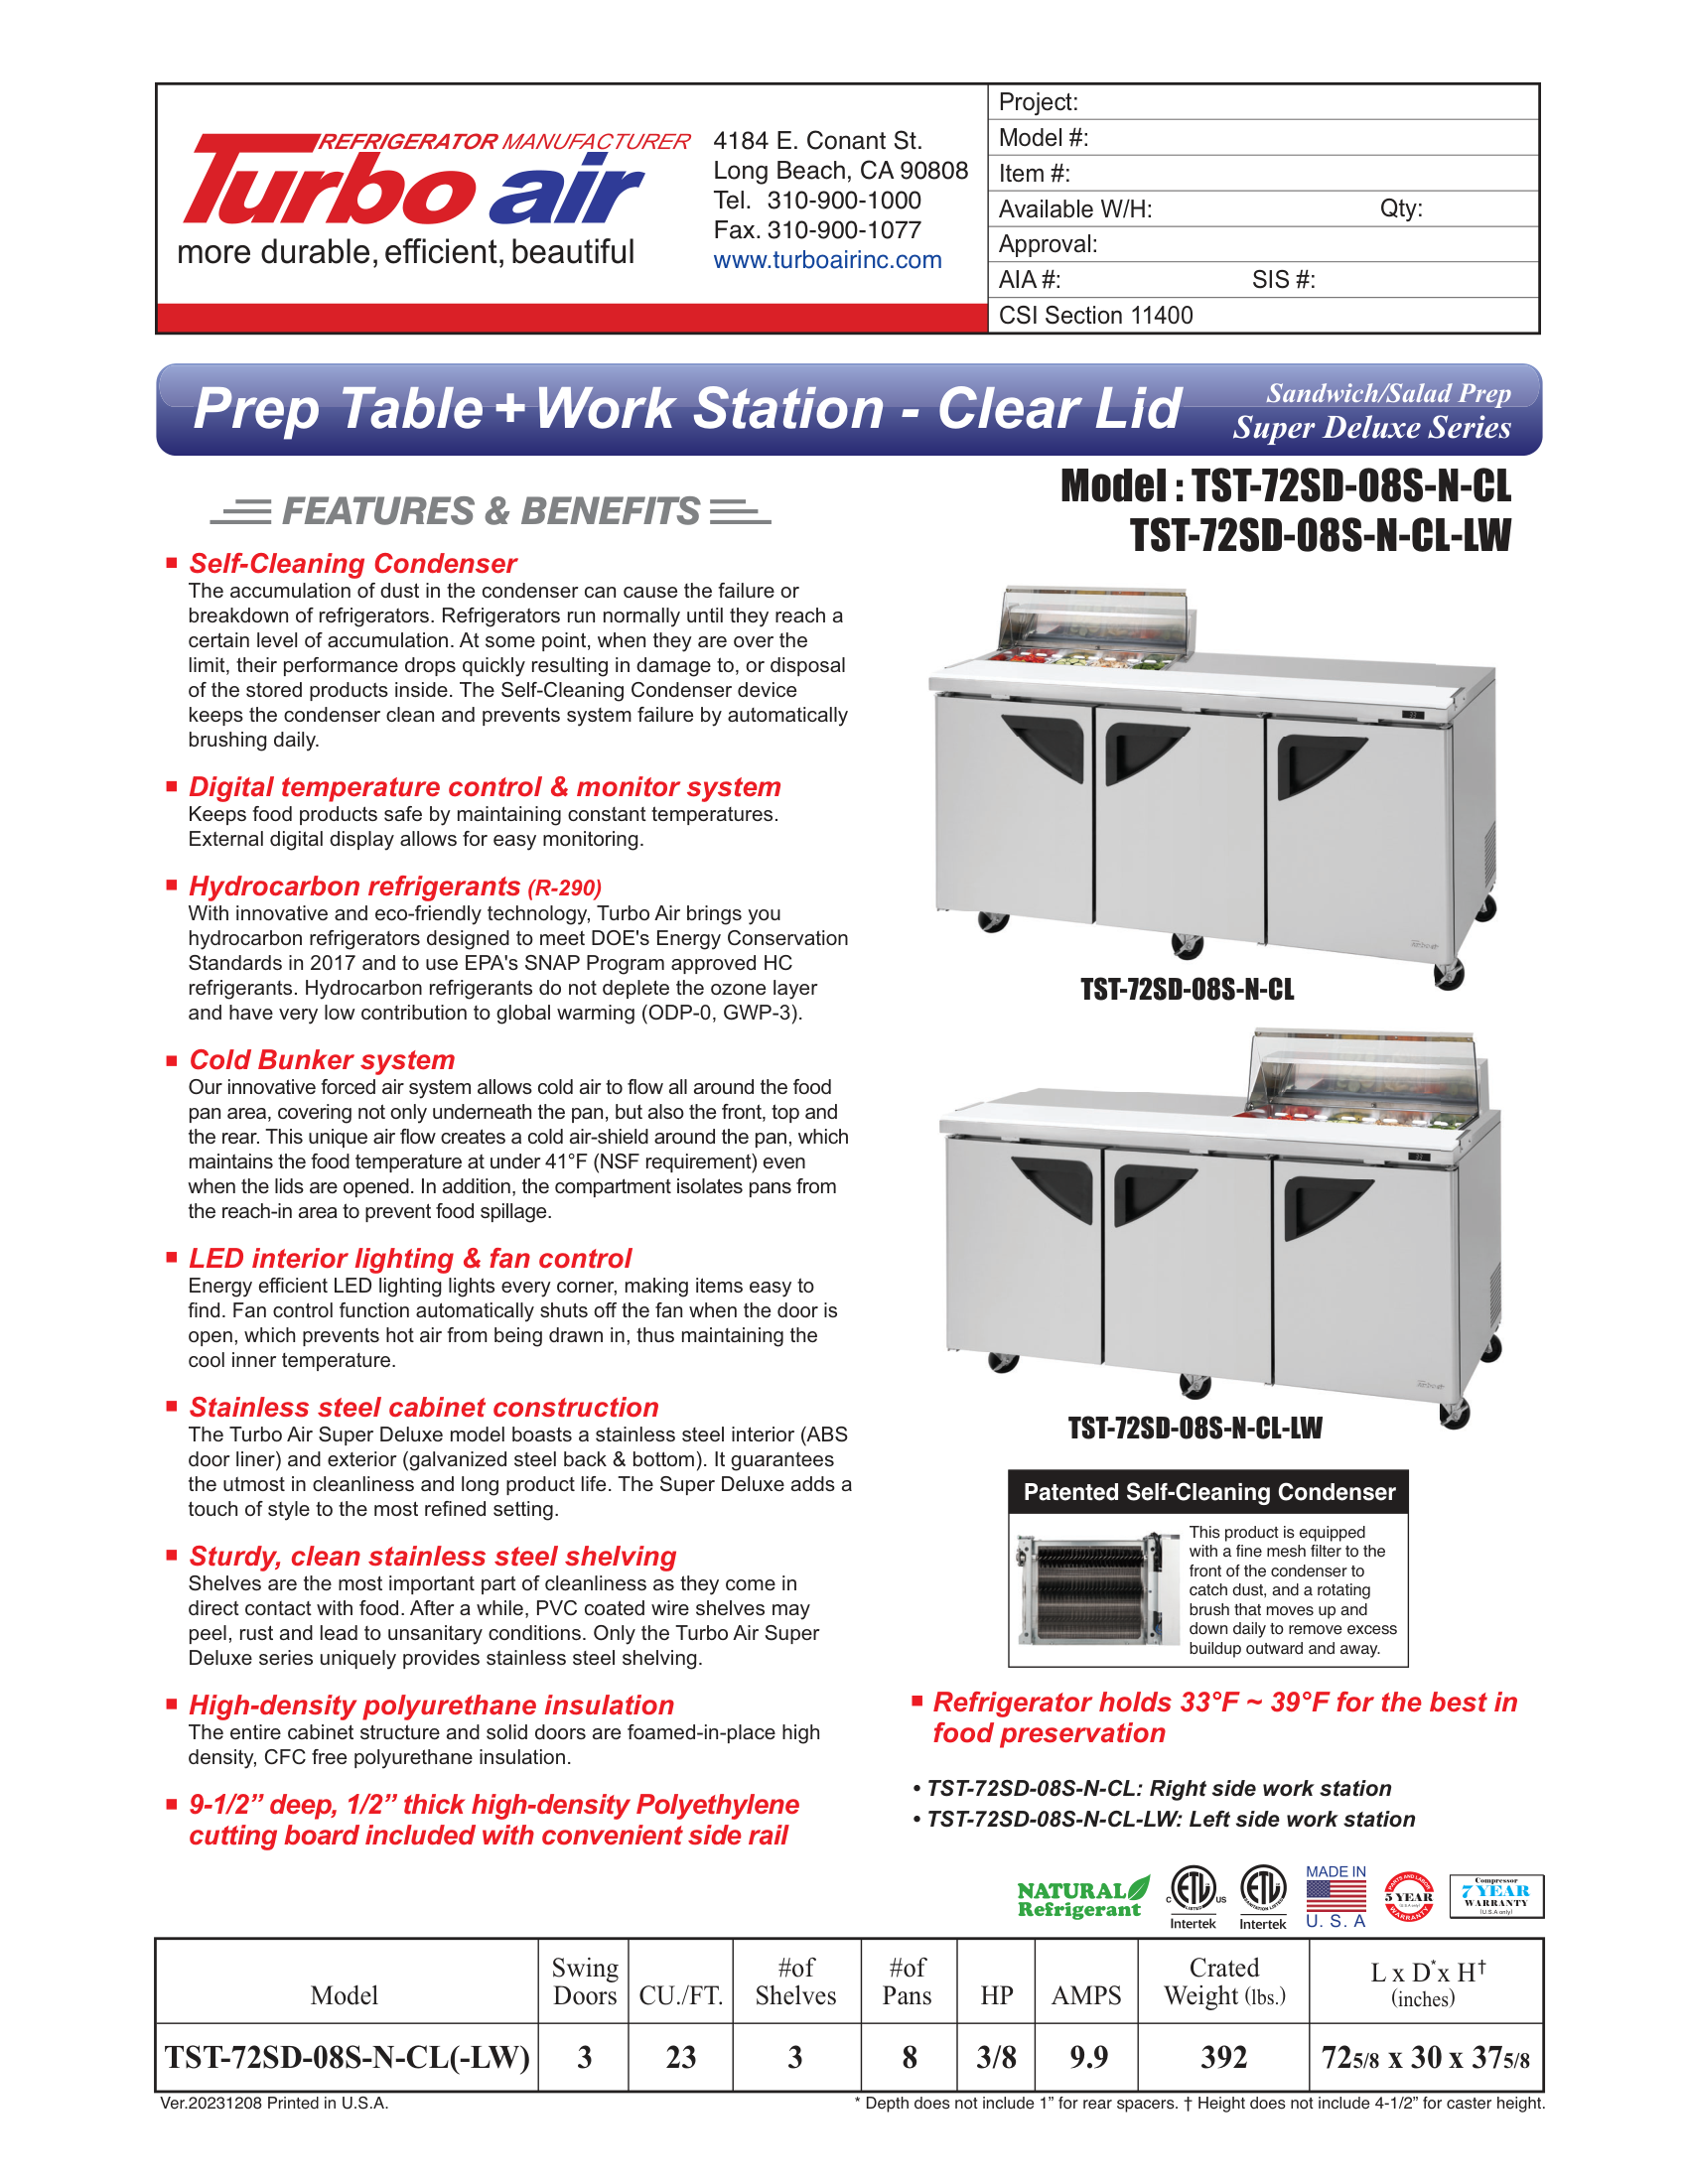 REFRIGERATOR MANUFACTURER
Turbo air
more durable, efficient, beautiful
4184 E. Conant St.
Long Beach, CA 90808
Tel. 310-900-1000
Fax. 310-900-1077
www.turboairinc.com
Project:
Model #:
Item #:
Available W/H: Qty:
Approval:
AIA #: SIS #:
CSI Section 11400
Prep Table + Work Station - Clear Lid
Sandwich/Salad Prep
Super Deluxe Series
FEATURES & BENEFITS
Self-Cleaning Condenser
The accumulation of dust in the condenser can cause the failure or
breakdown of refrigerators. Refrigerators run normally until they reach a
certain level of accumulation. At some point, when they are over the
limit, their performance drops quickly resulting in damage to, or disposal
of the stored products inside. The Self-Cleaning Condenser device
keeps the condenser clean and prevents system failure by automatically
brushing daily.
Digital temperature control & monitor system
Keeps food products safe by maintaining constant temperatures.
External digital display allows for easy monitoring.
Hydrocarbon refrigerants (R-290)
With innovative and eco-friendly technology, Turbo Air brings you
hydrocarbon refrigerators designed to meet DOE's Energy Conservation
Standards in 2017 and to use EPA's SNAP Program approved HC
refrigerants. Hydrocarbon refrigerants do not deplete the ozone layer
and have very low contribution to global warming (ODP-0, GWP-3).
Cold Bunker system
Our innovative forced air system allows cold air to flow all around the food
pan area, covering not only underneath the pan, but also the front, top and
the rear. This unique air flow creates a cold air-shield around the pan, which
maintains the food temperature at under 41°F (NSF requirement) even
when the lids are opened. In addition, the compartment isolates pans from
the reach-in area to prevent food spillage.
LED interior lighting & fan control
Energy efficient LED lighting lights every corner, making items easy to
find. Fan control function automatically shuts off the fan when the door is
open, which prevents hot air from being drawn in, thus maintaining the
cool inner temperature.
Stainless steel cabinet construction
The Turbo Air Super Deluxe model boasts a stainless steel interior (ABS
door liner) and exterior (galvanized steel back & bottom). It guarantees
the utmost in cleanliness and long product life. The Super Deluxe adds a
touch of style to the most refined setting.
Sturdy, clean stainless steel shelving
Shelves are the most important part of cleanliness as they come in
direct contact with food. After a while, PVC coated wire shelves may
peel, rust and lead to unsanitary conditions. Only the Turbo Air Super
Deluxe series uniquely provides stainless steel shelving.
High-density polyurethane insulation
The entire cabinet structure and solid doors are foamed-in-place high
density, CFC free polyurethane insulation.
9-1/2” deep, 1/2” thick high-density Polyethylene
cutting board included with convenient side rail
Model : TST-72SD-08S-N-CL
TST-72SD-08S-N-CL-LW
TST-72SD-08S-N-CL
TST-72SD-08S-N-CL-LW
Patented Self-Cleaning Condenser
This product is equipped
with a fine mesh filter to the
front of the condenser to
catch dust, and a rotating
brush that moves up and
down daily to remove excess
buildup outward and away.
Refrigerator holds 33°F ~ 39°F for the best in
food preservation
• TST-72SD-08S-N-CL: Right side work station
• TST-72SD-08S-N-CL-LW: Left side work station
NATURAL
Refrigerant
C ETL US
LISTED
Intertek
ETL
SANITATION LISTED
Intertek
MADE IN
U. S. A
PARTS AND LABOR
5 YEAR
(U.S.A only)
WARRANTY
Compressor
7 YEAR
WARRANTY
(U.S.A only)
Model Swing Doors CU./FT. #of Shelves #of Pans HP AMPS Crated Weight (lbs.) L x D* x H† (inches)
TST-72SD-08S-N-CL(-LW) 3 23 3 8 3/8 9.9 392 725/8 x 30 x 375/8
Ver.20231208 Printed in U.S.A.
* Depth does not include 1” for rear spacers. † Height does not include 4-1/2” for caster height.